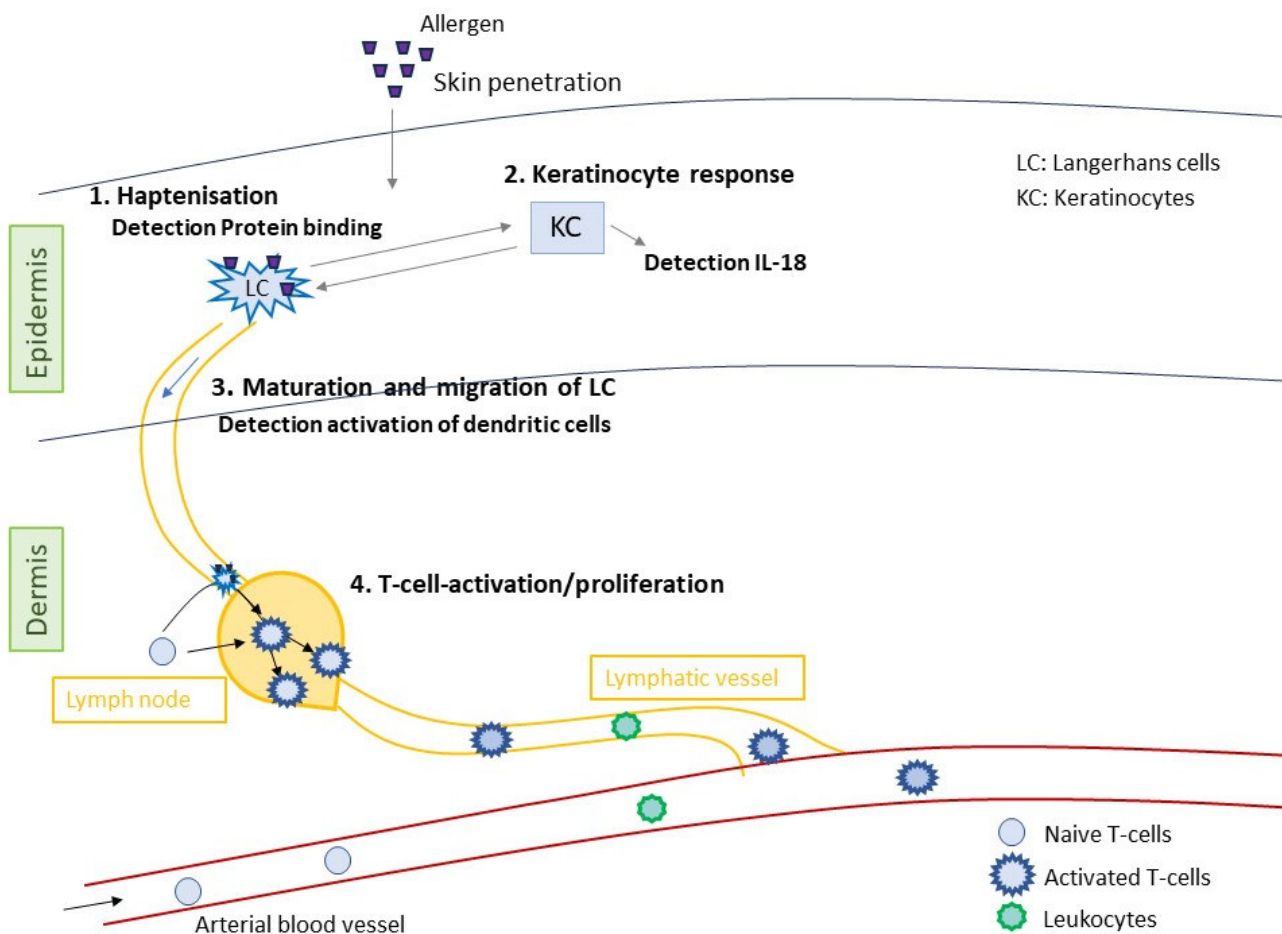 Allergen
Skin penetration
1. Haptenisation
Detection Protein binding
2. Keratinocyte response
LC: Langerhans cells
KC: Keratinocytes
KC
Detection IL-18
LC
Epidermis
3. Maturation and migration of LC
Detection activation of dendritic cells
Dermis
4. T-cell-activation/proliferation
Lymph node
Lymphatic vessel
Naive T-cells
Activated T-cells
Leukocytes
Arterial blood vessel